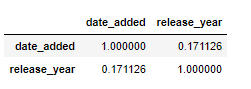 date_added release_year
date_added 1.000000 0.171126
release_year 0.171126 1.000000